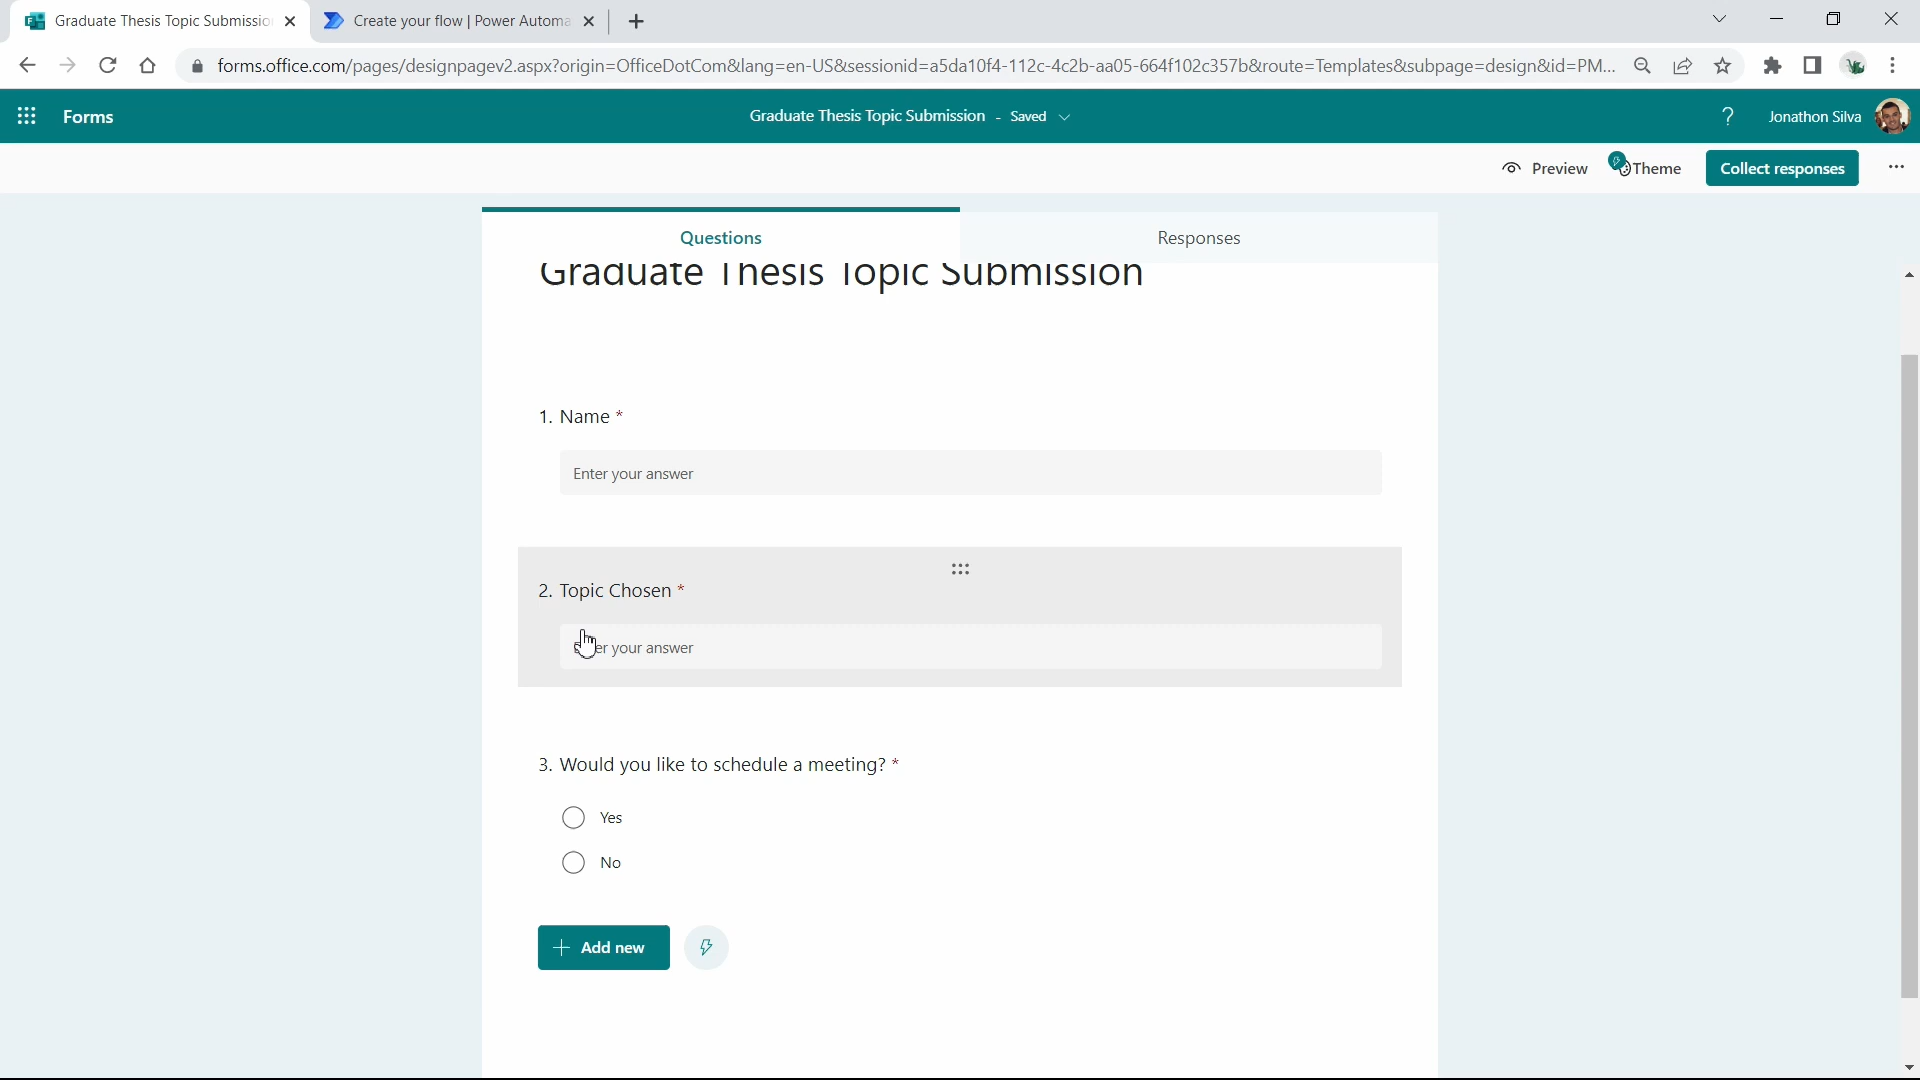 Graduate Thesis Topic Submissio
Create your flow | Power Automa
forms.office.com/pages/designpagev2.aspx?origin=OfficeDotCom&lang=en-US&sessionid=a5da10f4-112c-4c2b-aa05-664f102c357b&route=Templates&subpage=design&id=PM...
Forms
Graduate Thesis Topic Submission - Saved
?
Jonathon Silva
Preview
Theme
Collect responses
Questions
Responses
Graduate Thesis Topic Submission
1. Name *
Enter your answer
2. Topic Chosen *
er your answer
3. Would you like to schedule a meeting? *
Yes
No
Add new